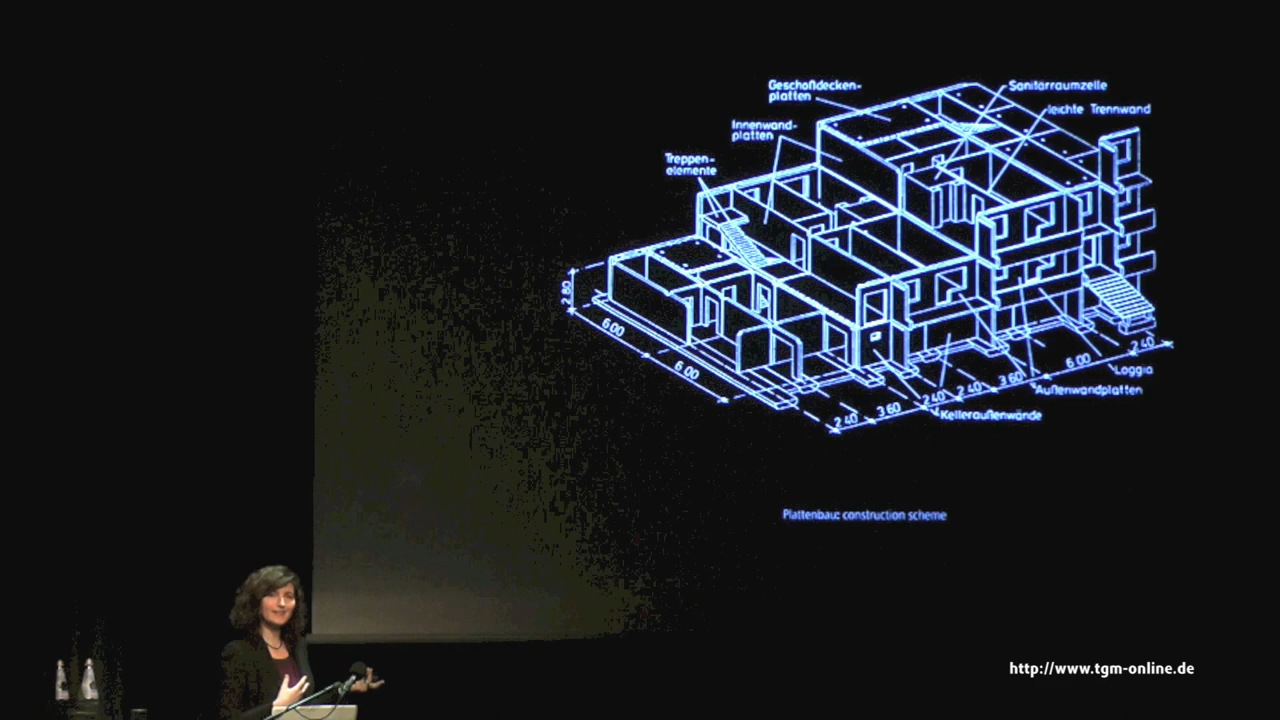 Geschoßdecken-
platten
Sanitärraumzelle
leichte Trennwand
Innenwand-
platten
Treppen-
elemente
2.80
6.00
6.00
2.40
3.60
2.40
2.40
3.60
6.00
2.40
Loggia
Außenwandplatten
Kelleraußenwände
Plattenbau: construction scheme
http://www.tgm-online.de